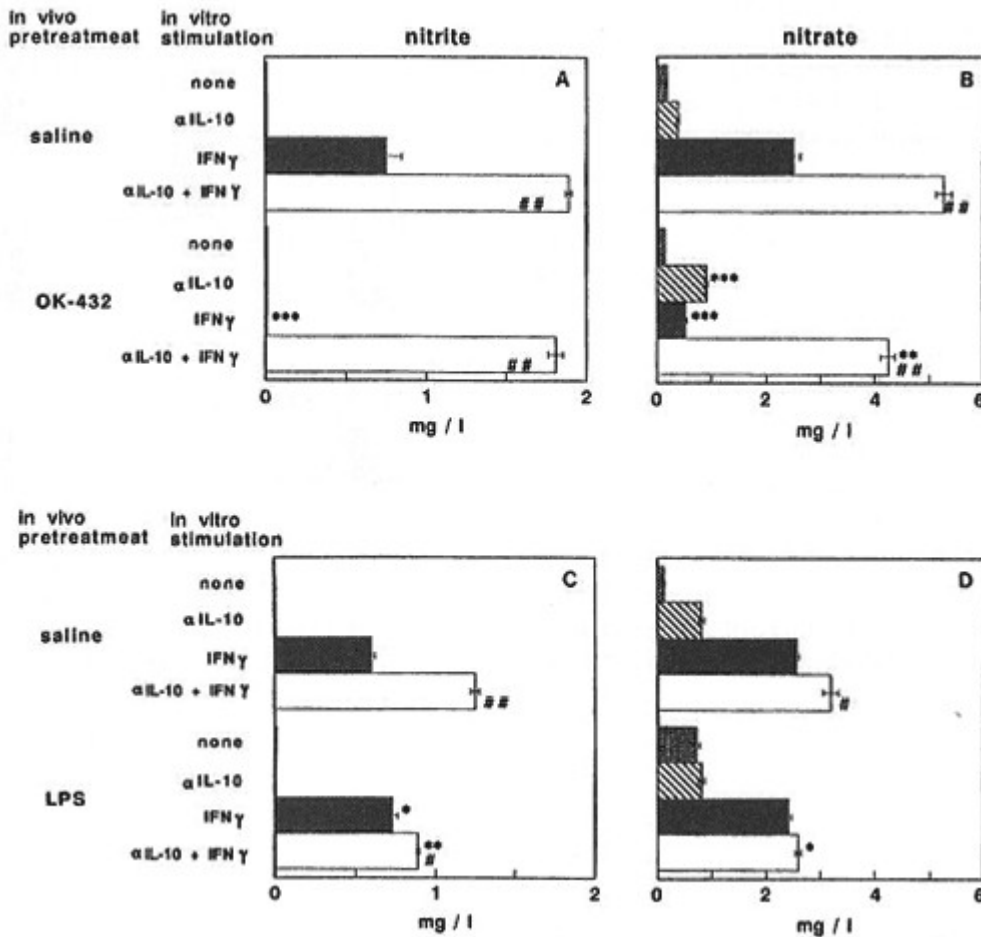 in vivo in vitro
pretreatment stimulation nitrite nitrate
A B
none
αIL-10
saline
IFNγ
αIL-10 + IFNγ
##
##
none
αIL-10
***
OK-432
IFNγ
***
***
αIL-10 + IFNγ
##
**
##
0 1 2 0 2 4 6
mg / l mg / l
in vivo in vitro
pretreatmeat stimulation
C D
none
αIL-10
saline
IFNγ
αIL-10 + IFNγ
##
#
none
αIL-10
LPS
IFNγ
*
αIL-10 + IFNγ
**
#
*
0 1 2 0 2 4 6
mg / l mg / l